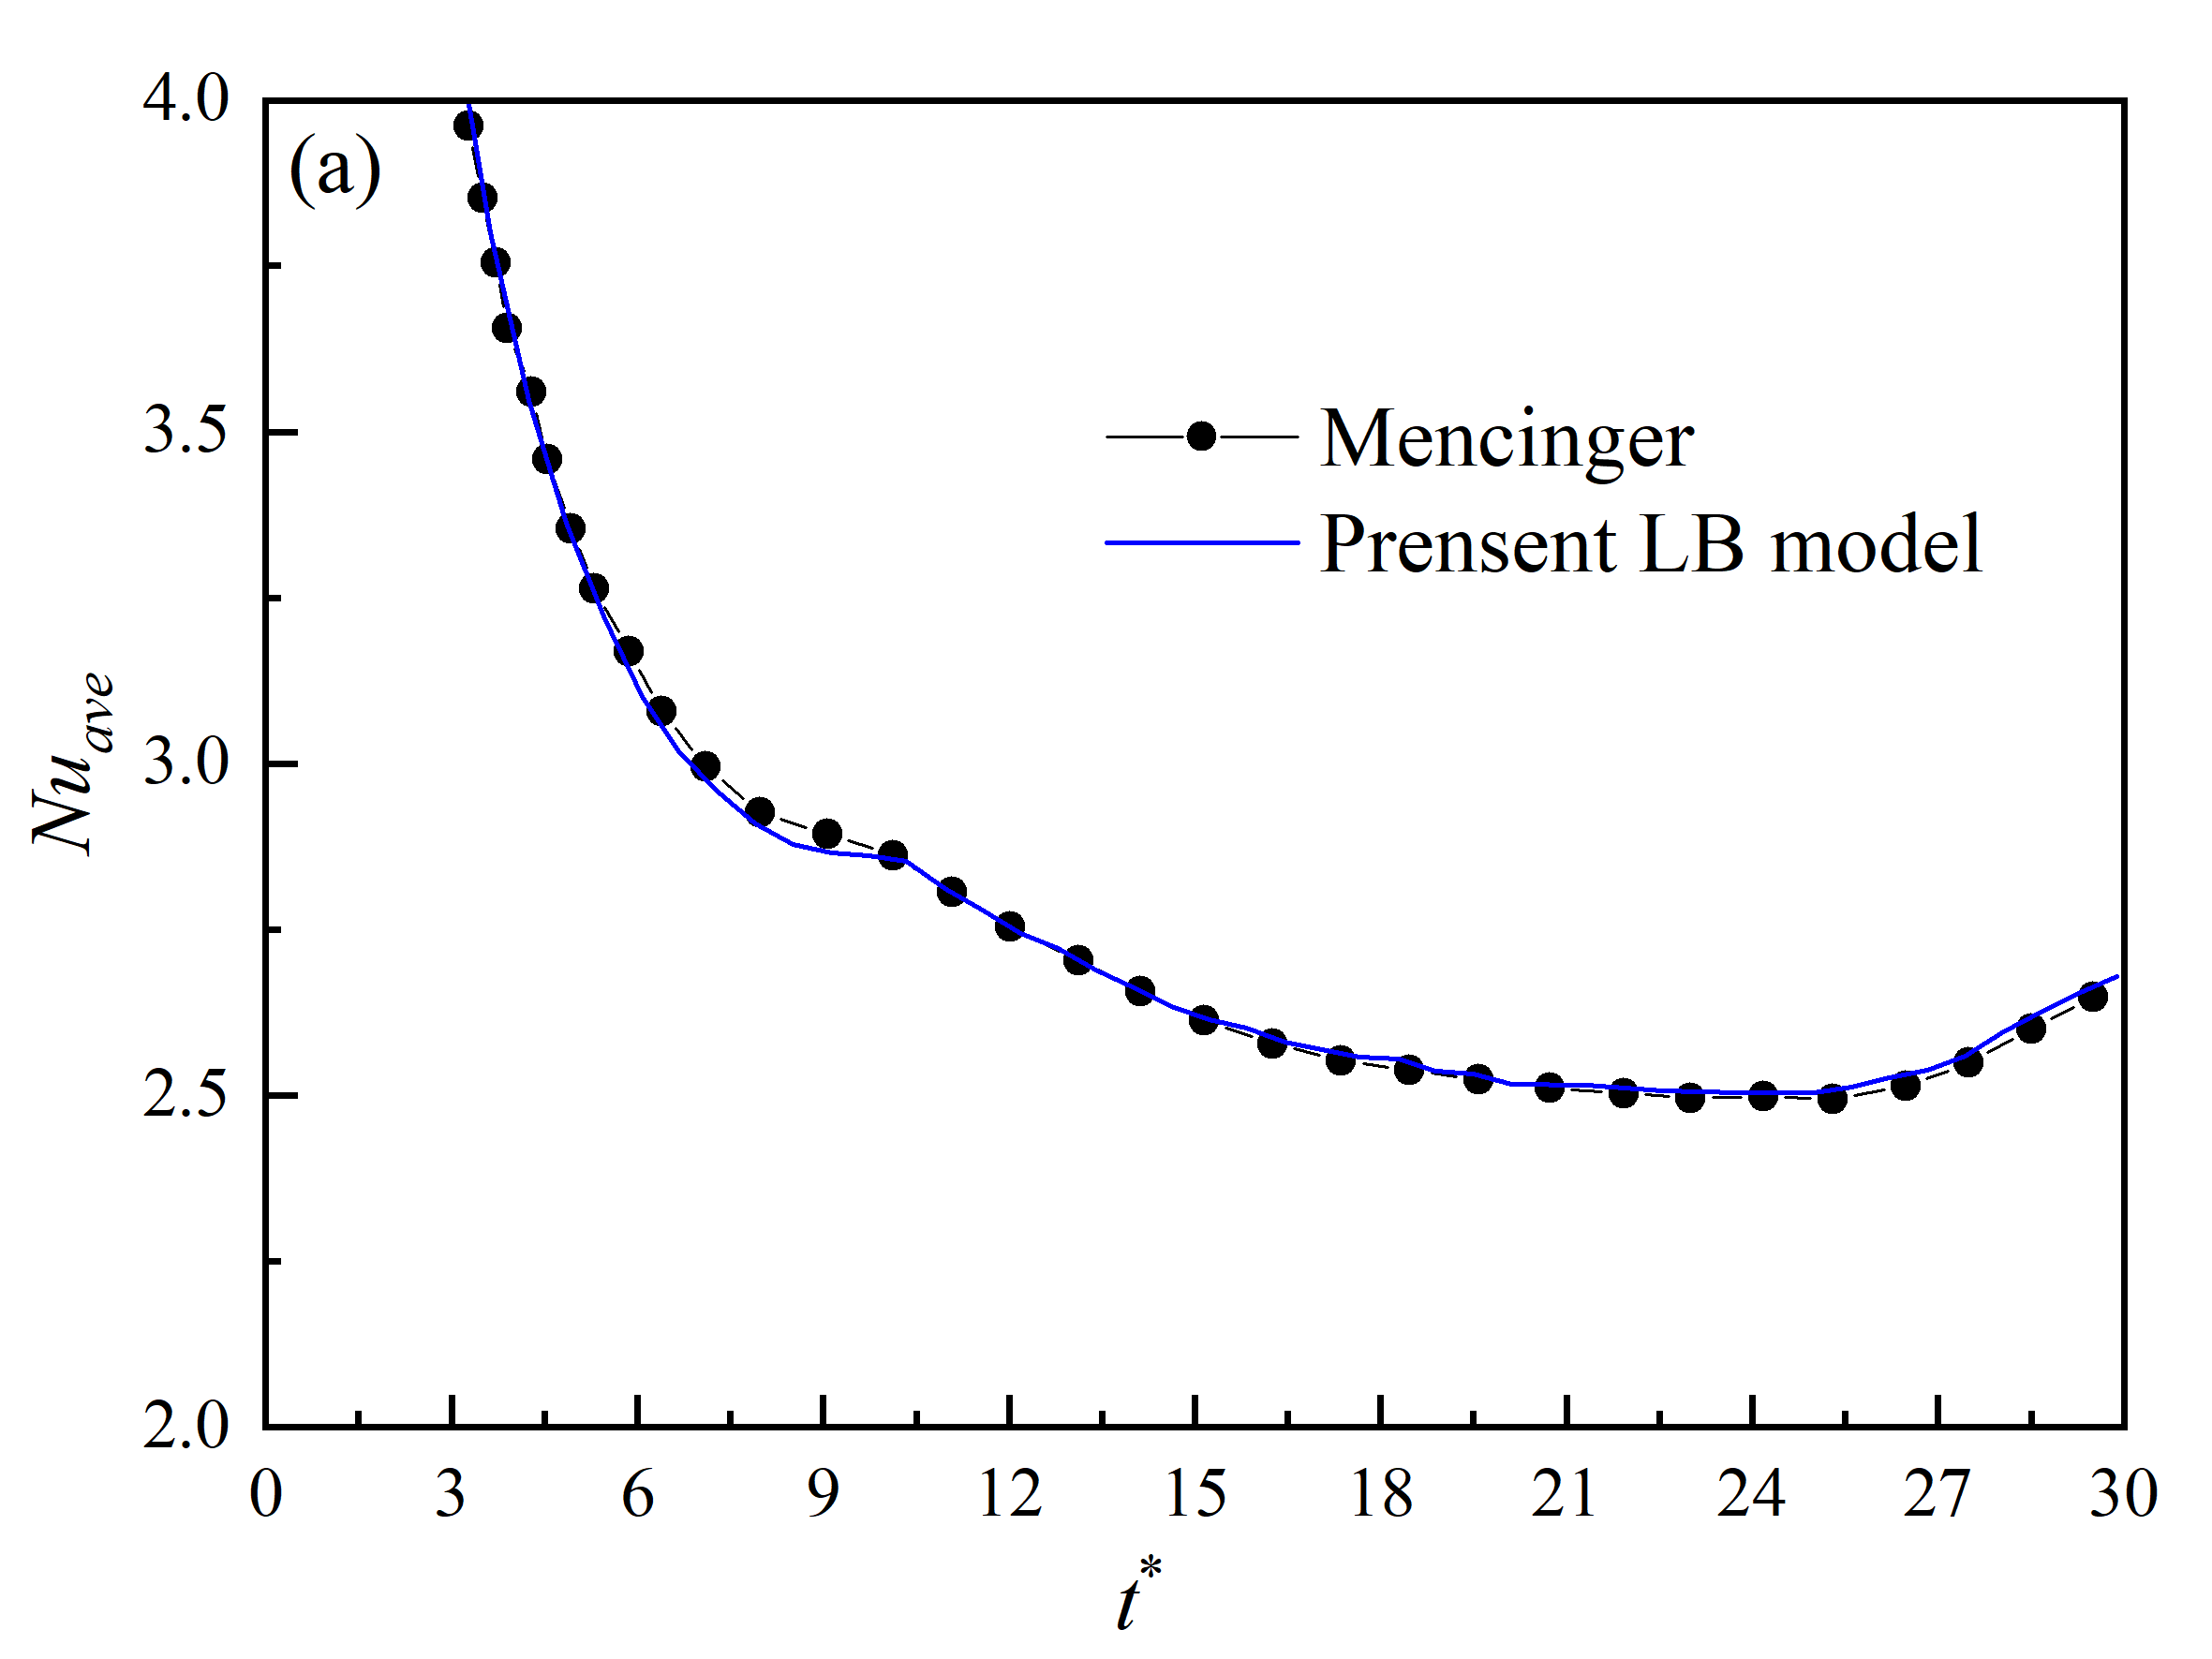 4.0
(a)
3.5
Mencinger
Prensent LB model
3.0
Nu_ave
2.5
2.0
0 3 6 9 12 15 18 21 24 27 30
t*